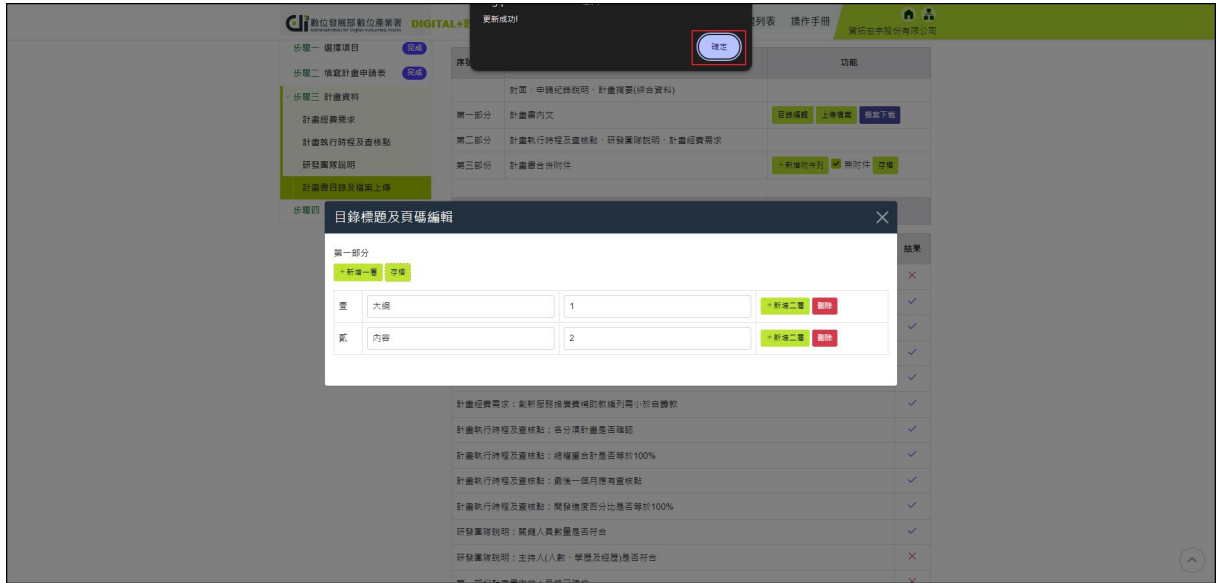 數位發展部數位產業署 DIGITAL+
更新成功!
列表 操作手冊
資拓宏宇股份有限公司
確定
步驟一 選擇項目 完成
步驟二 填寫計畫申請表 完成
步驟三 計畫資料
計畫經費需求
計畫執行時程及查核點
研發團隊說明
計畫書目錄及檔案上傳
步驟四
功能
封面、申請紀錄說明、計畫摘要(綜合資料)
第一部分 計畫書內文 目錄編輯 上傳檔案 檔案下載
第二部分 計畫執行時程及查核點、研發團隊說明、計畫經費需求
第三部份 計畫書合併附件 +新增附件列 無附件 存檔
目錄標題及頁碼編輯
第一部分
+新增一層 存檔
壹 大綱 1 +新增二層 刪除
貳 內容 2 +新增二層 刪除
結果
計畫經費需求：創新服務推廣費補助款編列需小於自籌款
計畫執行時程及查核點：各分項計畫是否確認
計畫執行時程及查核點：總權重合計是否等於100%
計畫執行時程及查核點：最後一個月應有查核點
計畫執行時程及查核點：開發進度百分比是否等於100%
研發團隊說明：關鍵人員數量是否符合
研發團隊說明：主持人(人數、學歷及經歷)是否符合